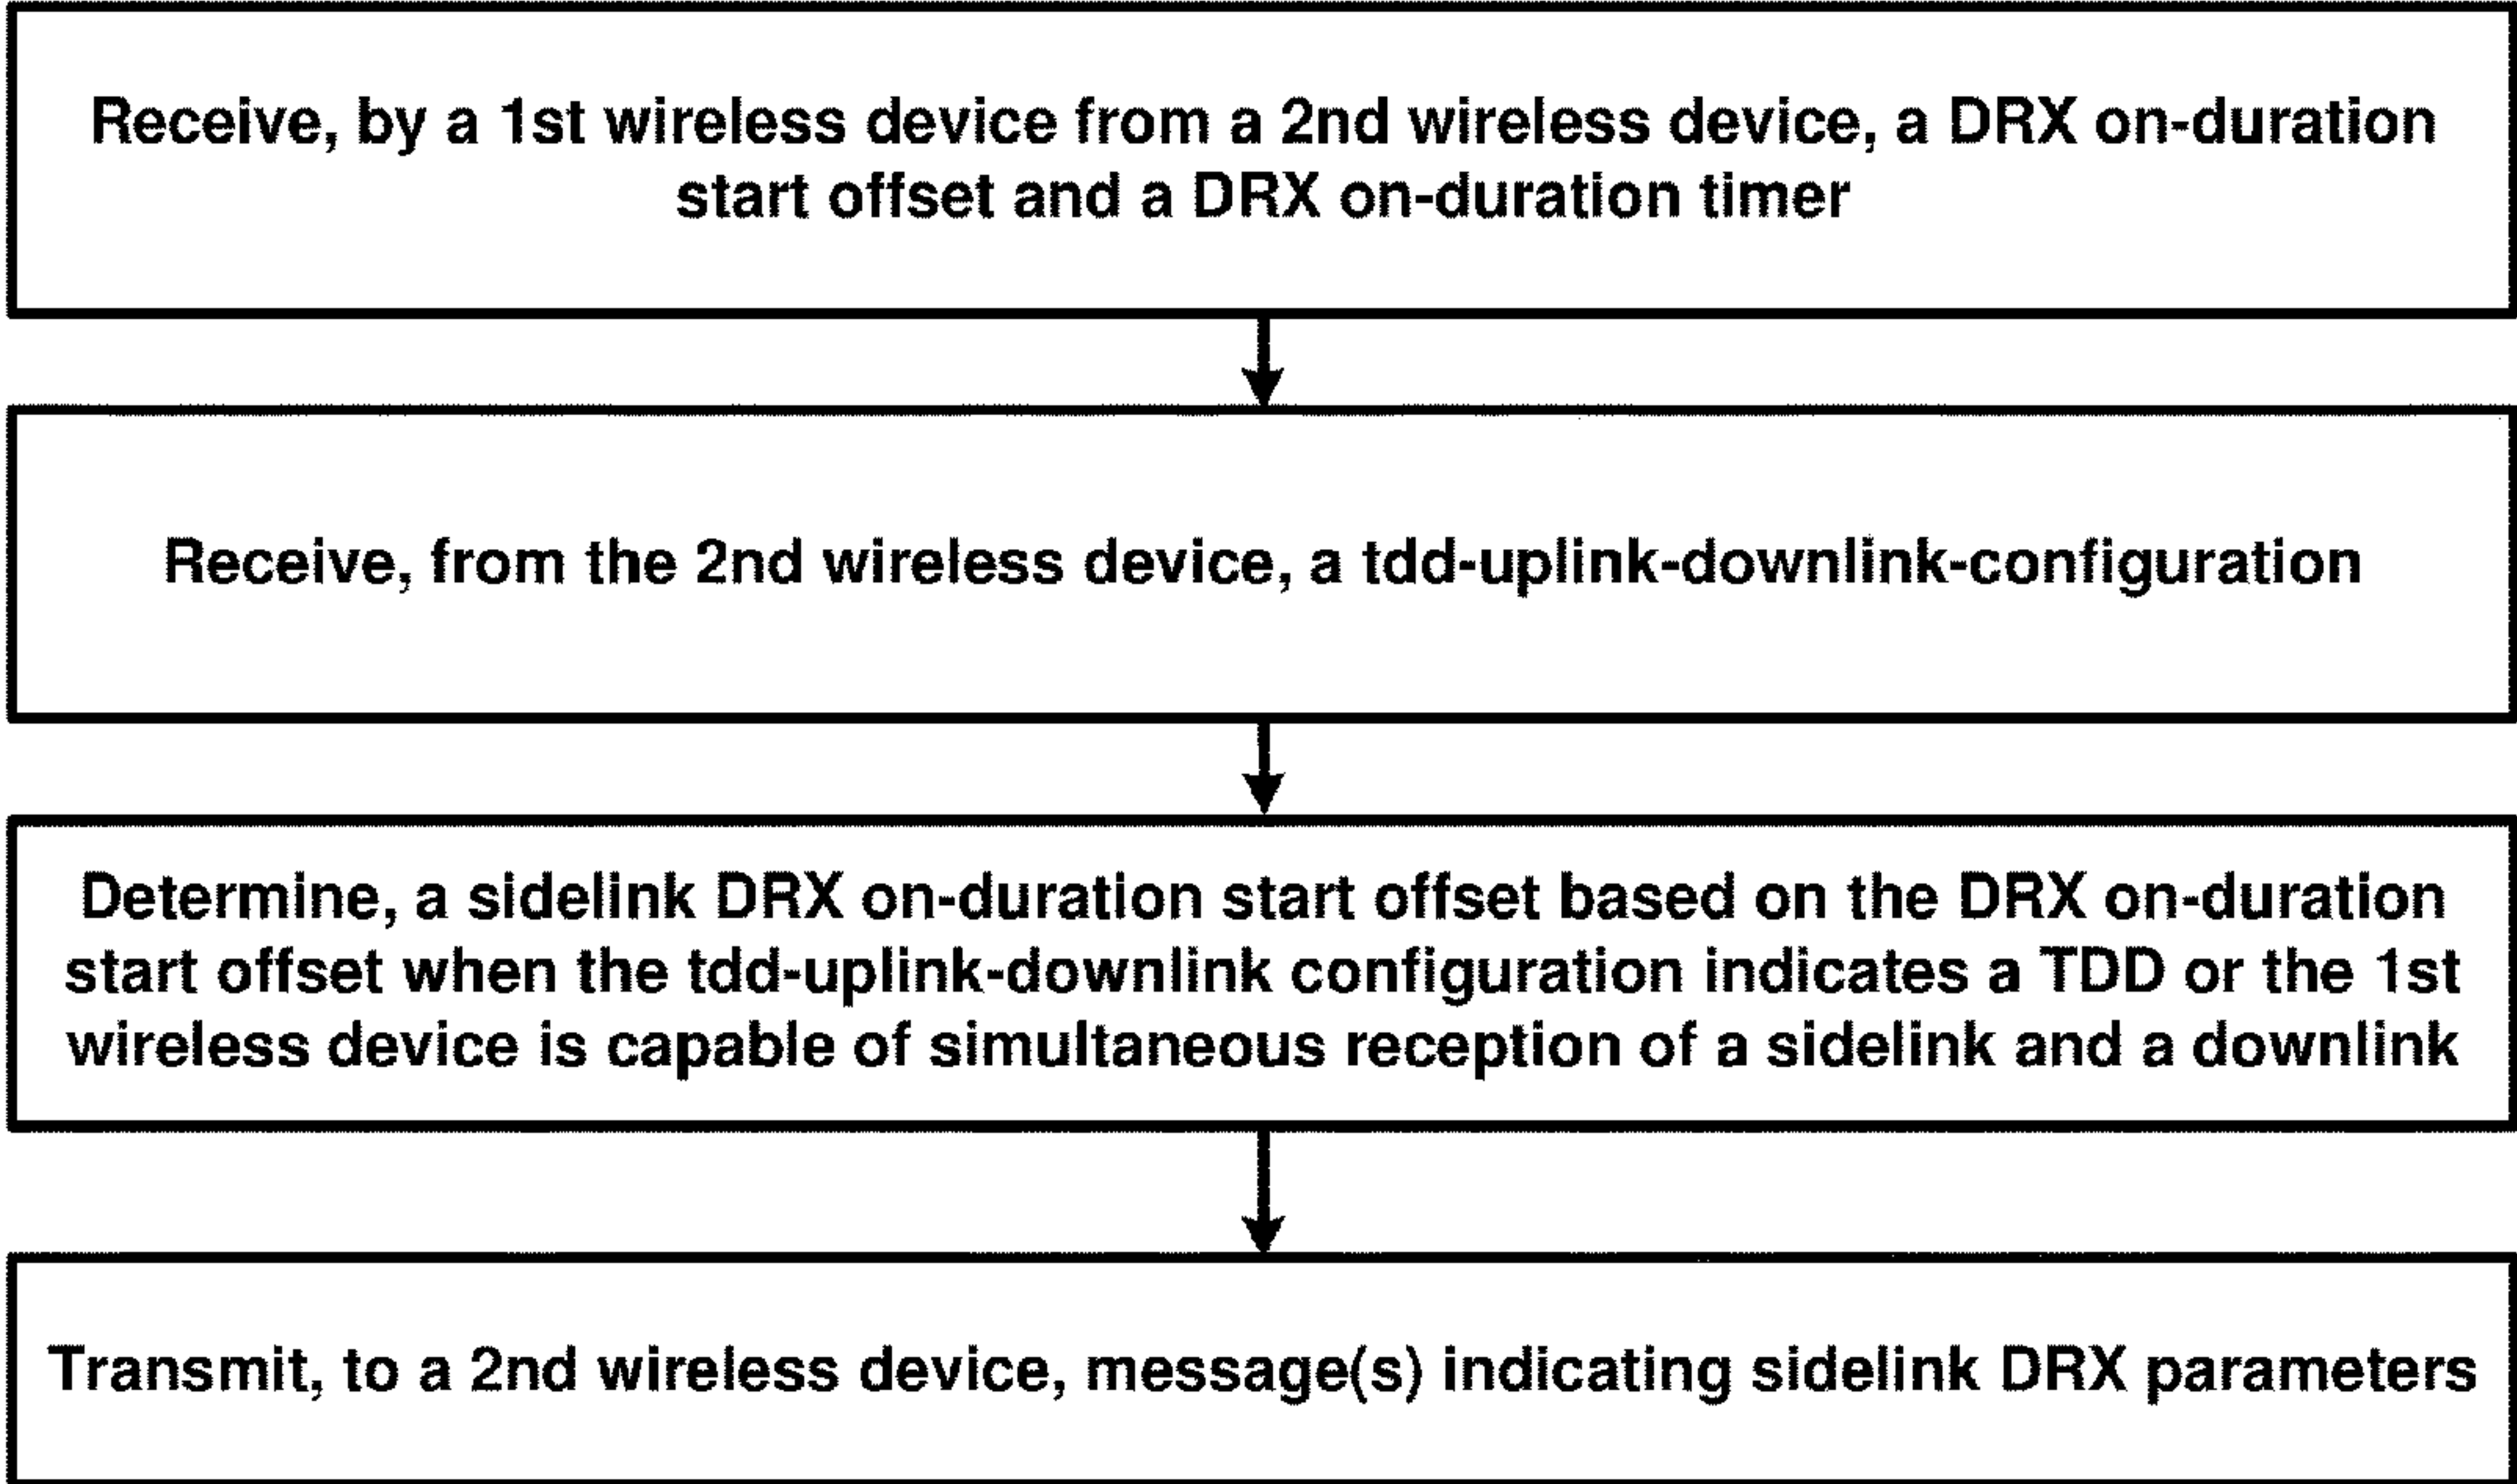 Receive, by a 1st wireless device from a 2nd wireless device, a DRX on-duration
start offset and a DRX on-duration timer
Receive, from the 2nd wireless device, a tdd-uplink-downlink-configuration
Determine, a sidelink DRX on-duration start offset based on the DRX on-duration
start offset when the tdd-uplink-downlink configuration indicates a TDD or the 1st
wireless device is capable of simultaneous reception of a sidelink and a downlink
Transmit, to a 2nd wireless device, message(s) indicating sidelink DRX parameters